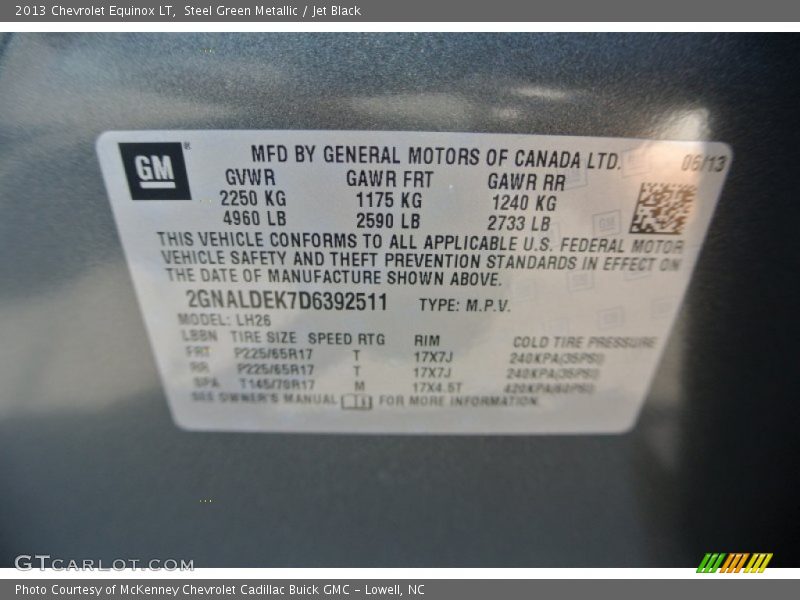 2013 Chevrolet Equinox LT, Steel Green Metallic / Jet Black
GM®
MFD BY GENERAL MOTORS OF CANADA LTD. 06/13
GVWR GAWR FRT GAWR RR
2250 KG 1175 KG 1240 KG
4960 LB 2590 LB 2733 LB
THIS VEHICLE CONFORMS TO ALL APPLICABLE U.S. FEDERAL MOTOR
VEHICLE SAFETY AND THEFT PREVENTION STANDARDS IN EFFECT ON
THE DATE OF MANUFACTURE SHOWN ABOVE.
2GNALDEK7D6392511 TYPE: M.P.V.
MODEL: LH26
TIRE SIZE SPEED RTG RIM COLD TIRE PRESSURE
FRT P225/65R17 T 17X7J 240KPA(35PSI)
RR P225/65R17 T 17X7J 240KPA(35PSI)
SPA T145/70R17 M 17X4.5T 420KPA(60PSI)
SEE OWNER'S MANUAL FOR MORE INFORMATION.
GTCARLOT.COM
Photo Courtesy of McKenney Chevrolet Cadillac Buick GMC – Lowell, NC